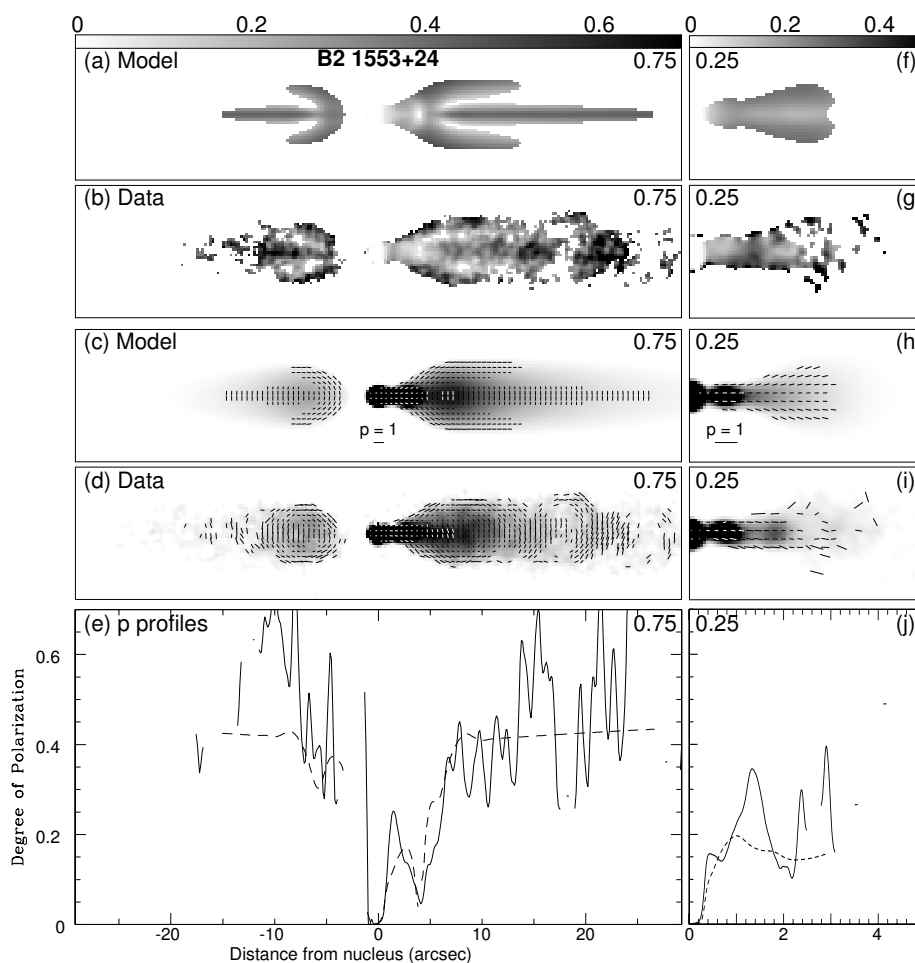 0 0.2 0.4 0.6 0 0.2 0.4
(a) Model B2 1553+24 0.75 0.25 (f)
(b) Data 0.75 0.25 (g)
(c) Model 0.75 0.25 (h)
p = 1 p = 1
(d) Data 0.75 0.25 (i)
(e) p profiles 0.75 0.25 (j)
0.6
0.4
0.2
0
Degree of Polarization
-20 -10 0 10 20 0 2 4
Distance from nucleus (arcsec)